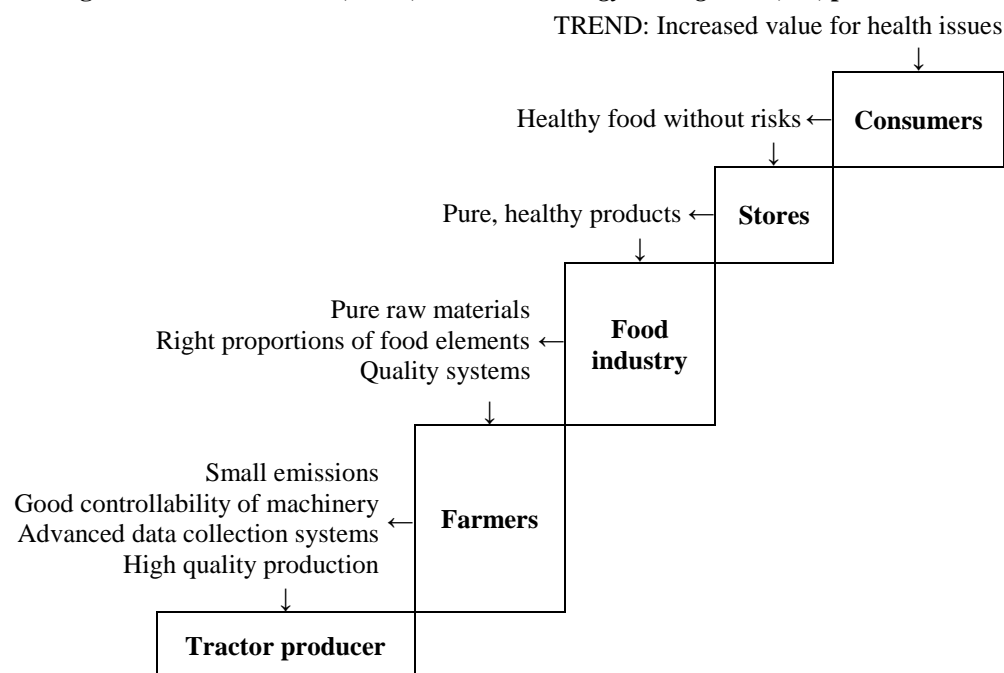 TREND: Increased value for health issues
↓
Healthy food without risks ← Consumers
↓
Pure, healthy products ← Stores
↓
Pure raw materials
Right proportions of food elements ←
Quality systems
Food
industry
↓
Small emissions
Good controllability of machinery
Advanced data collection systems ←
High quality production
Farmers
↓
Tractor producer